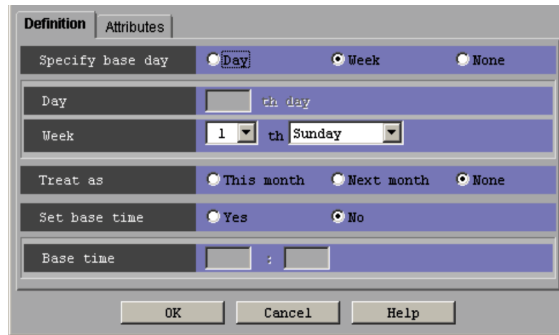 Definition Attributes
Specify base day Day Week None
Day th day
Week 1 th Sunday
Treat as This month Next month None
Set base time Yes No
Base time :
OK Cancel Help